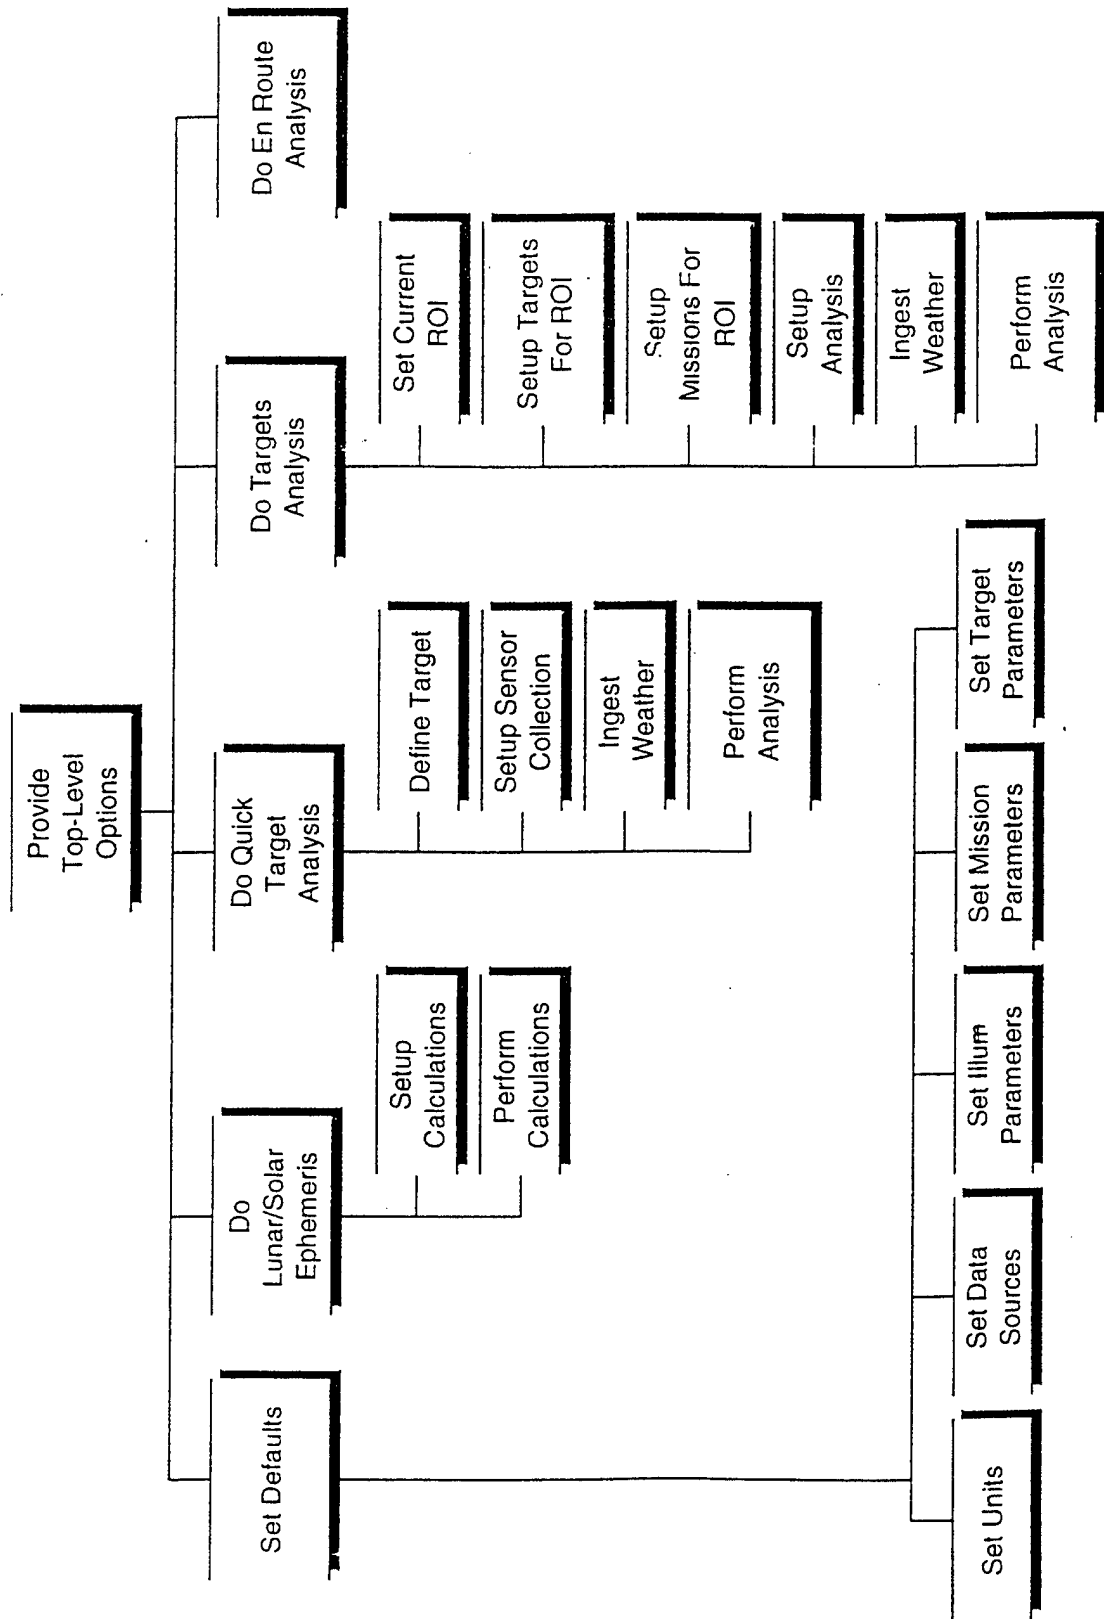 Provide
Top-Level
Options
Set Defaults
Do
Lunar/Solar
Ephemeris
Do Quick
Target
Analysis
Do Targets
Analysis
Do En Route
Analysis
Setup
Calculations
Perform
Calculations
Define Target
Setup Sensor
Collection
Ingest
Weather
Perform
Analysis
Set Current
ROI
Setup Targets
For ROI
Setup
Missions For
ROI
Setup
Analysis
Ingest
Weather
Perform
Analysis
Set Units
Set Data
Sources
Set Illum
Parameters
Set Mission
Parameters
Set Target
Parameters